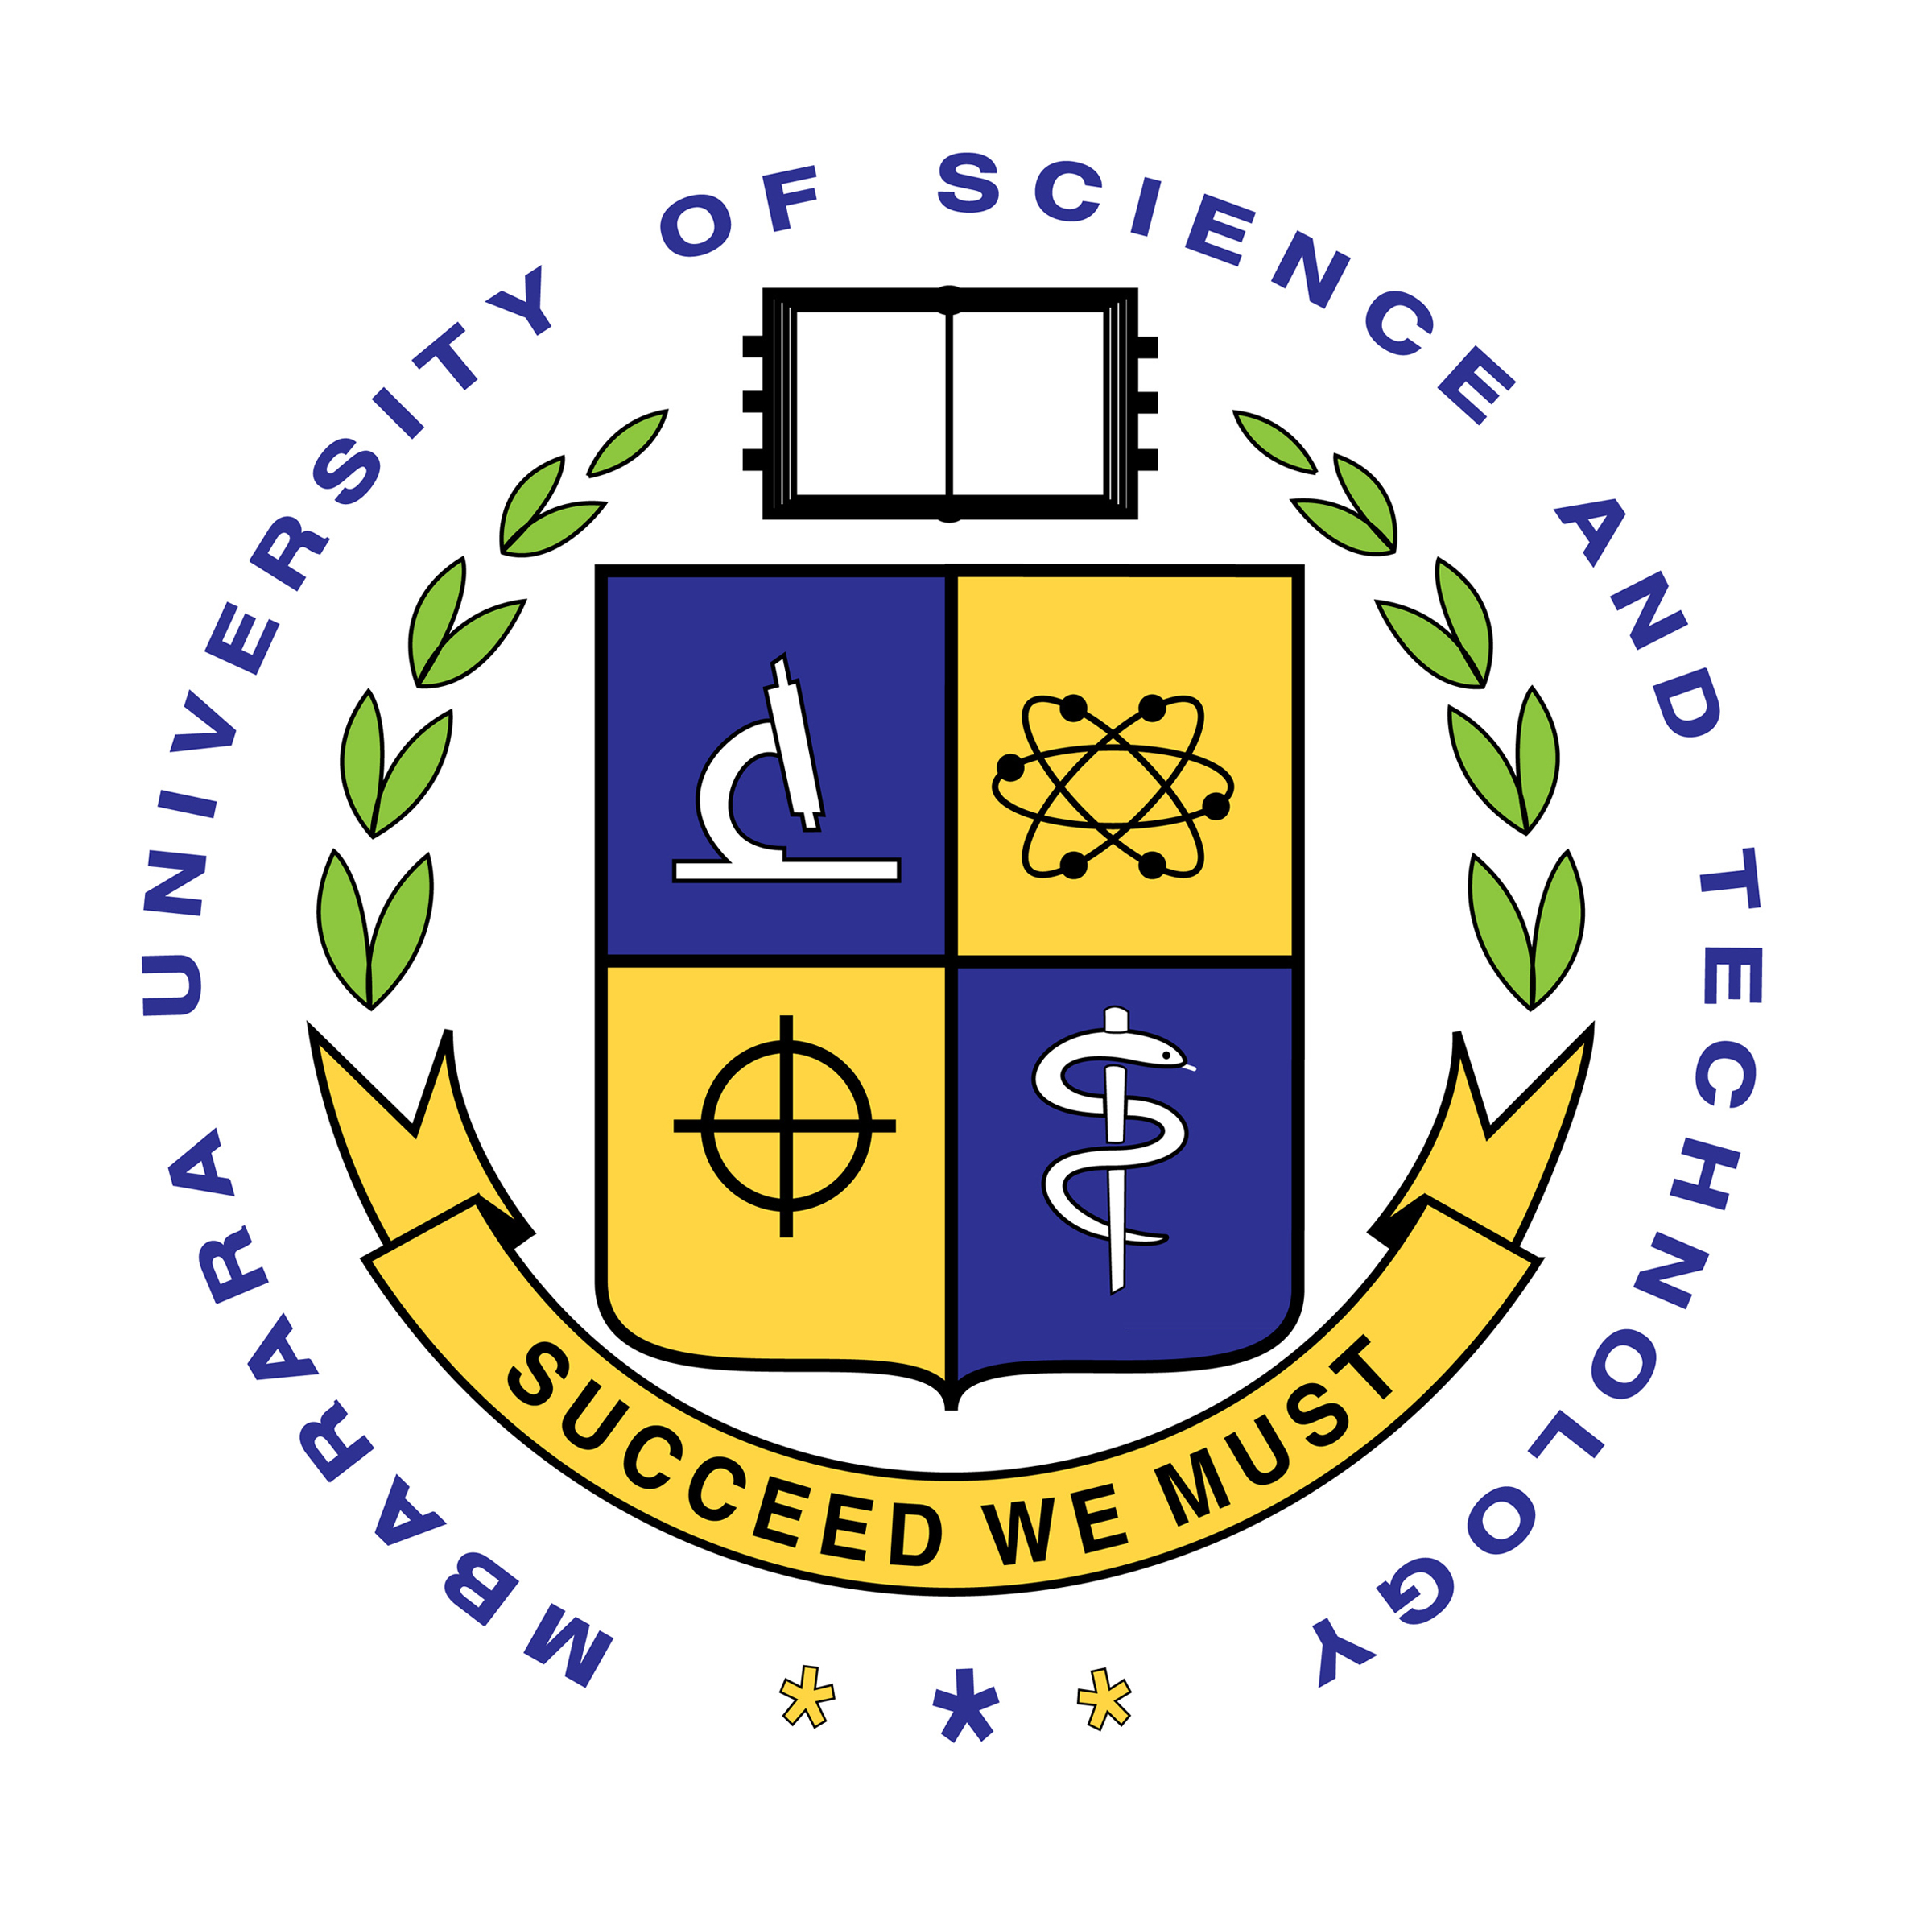 MBARARA UNIVERSITY OF SCIENCE AND TECHNOLOGY
SUCCEED WE MUST
* * *